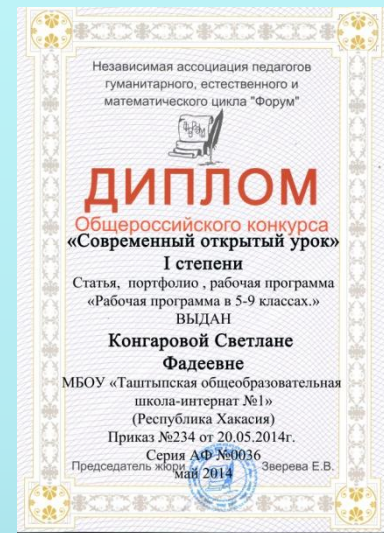 Независимая ассоциация педагогов
гуманитарного, естественного и
математического цикла "Форум"
ДИПЛОМ
Общероссийского конкурса
«Современный открытый урок»
I степени
Статья, портфолио , рабочая программа
«Рабочая программа в 5-9 классах.»
ВЫДАН
Конгаровой Светлане
Фадеевне
МБОУ «Таштыпская общеобразовательная
школа-интернат №1»
(Республика Хакасия)
Приказ №234 от 20.05.2014г.
Серия АФ №0036
Председатель жюри Зверева Е.В.
май 2014